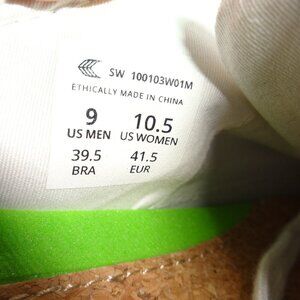 SW 100103W01M
ETHICALLY MADE IN CHINA
9 10.5
US MEN US WOMEN
39.5 41.5
BRA EUR